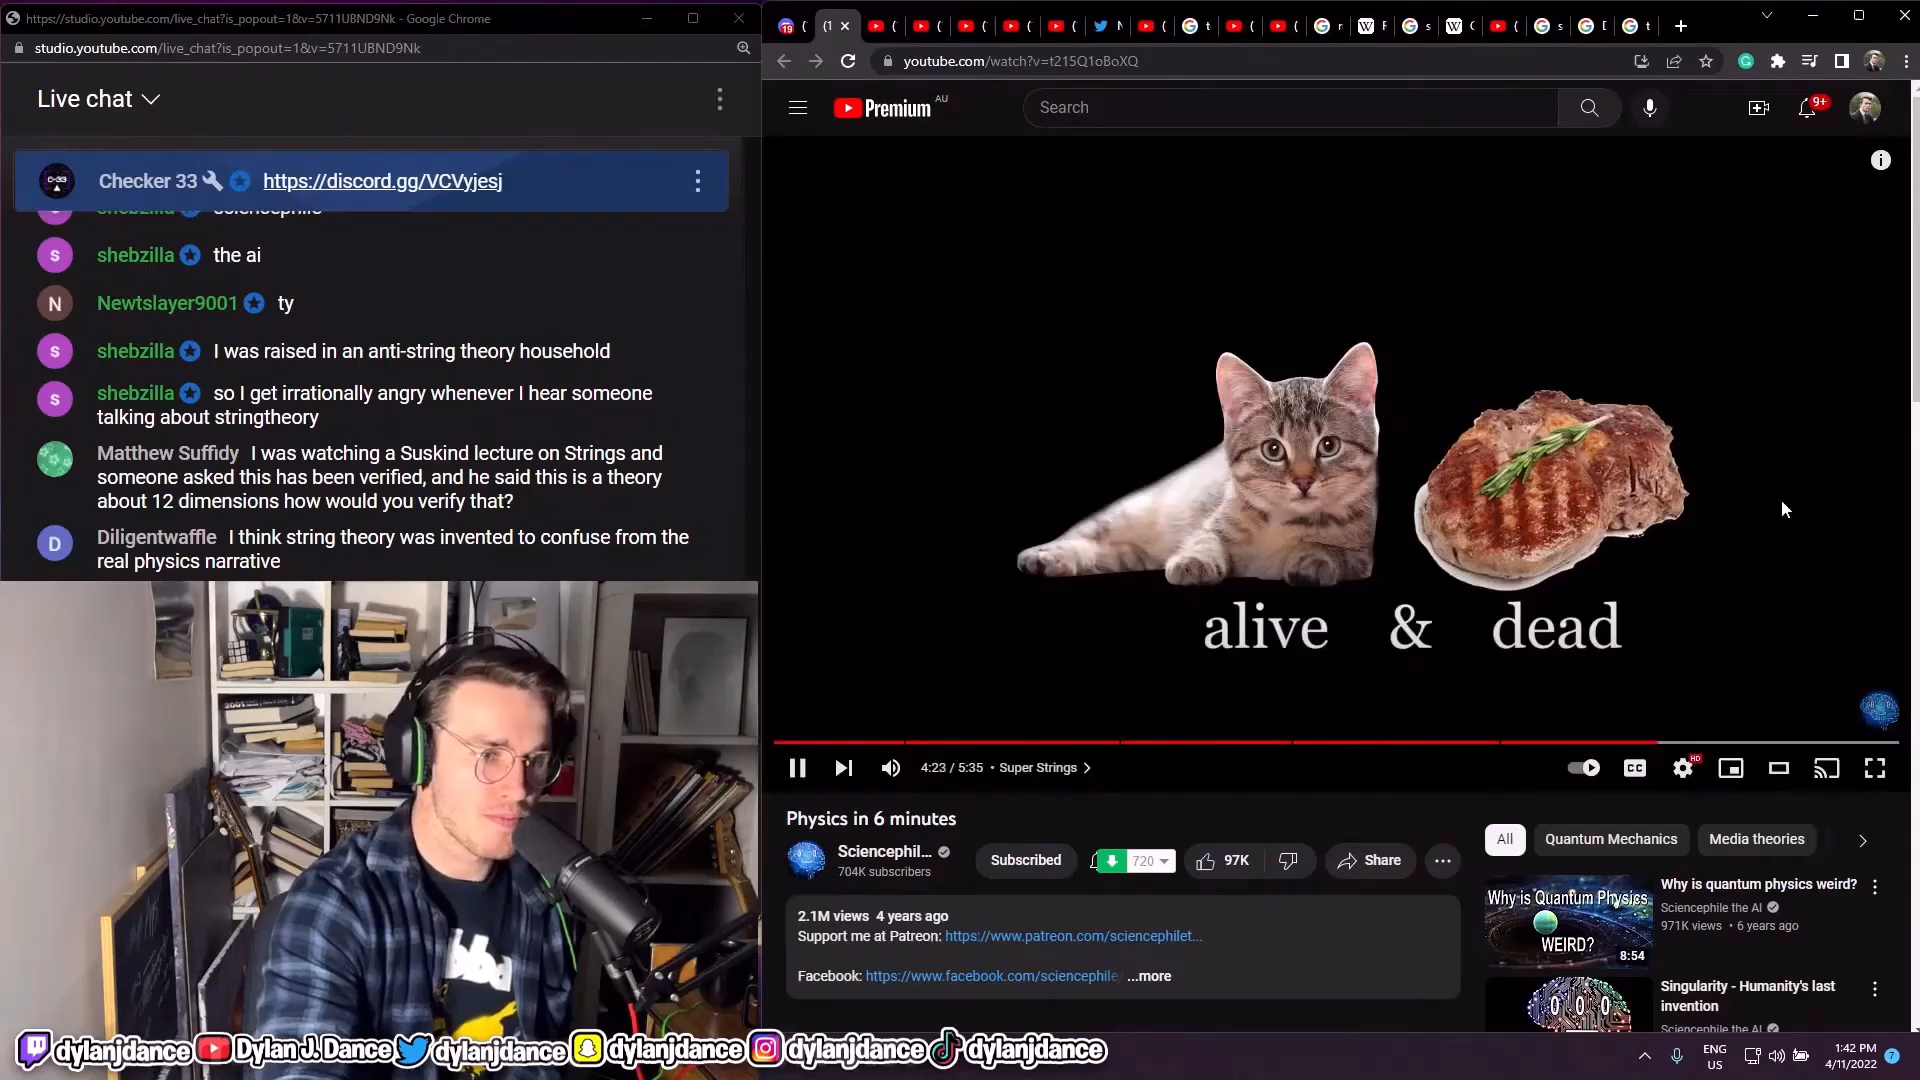 https://studio.youtube.com/live_chat?is_popout=1&v=5711UBND9Nk - Google Chrome
studio.youtube.com/live_chat?is_popout=1&v=5711UBND9Nk
Live chat
Checker 33 https://discord.gg/VCVyjesj
shebzilla sciencephile
shebzilla the ai
Newtslayer9001 ty
shebzilla I was raised in an anti-string theory household
shebzilla so I get irrationally angry whenever I hear someone
talking about stringtheory
Matthew Suffidy I was watching a Suskind lecture on Strings and
someone asked this has been verified, and he said this is a theory
about 12 dimensions how would you verify that?
Diligentwaffle I think string theory was invented to confuse from the
real physics narrative
youtube.com/watch?v=t215Q1oBoXQ
Premium AU
Search
9+
alive & dead
4:23 / 5:35 • Super Strings
CC
HD
Physics in 6 minutes
Sciencephil...
704K subscribers
Subscribed
720
97K
Share
2.1M views 4 years ago
Support me at Patreon: https://www.patreon.com/sciencephilet...
Facebook: https://www.facebook.com/sciencephile ...more
All
Quantum Mechanics
Media theories
Why is Quantum Physics
WEIRD?
8:54
Why is quantum physics weird?
Sciencephile the AI
971K views • 6 years ago
Singularity - Humanity's last
invention
Sciencephile the AI
dylanjdance Dylan J. Dance dylanjdance dylanjdance dylanjdance dylanjdance
ENG
US
1:42 PM
4/11/2022
7